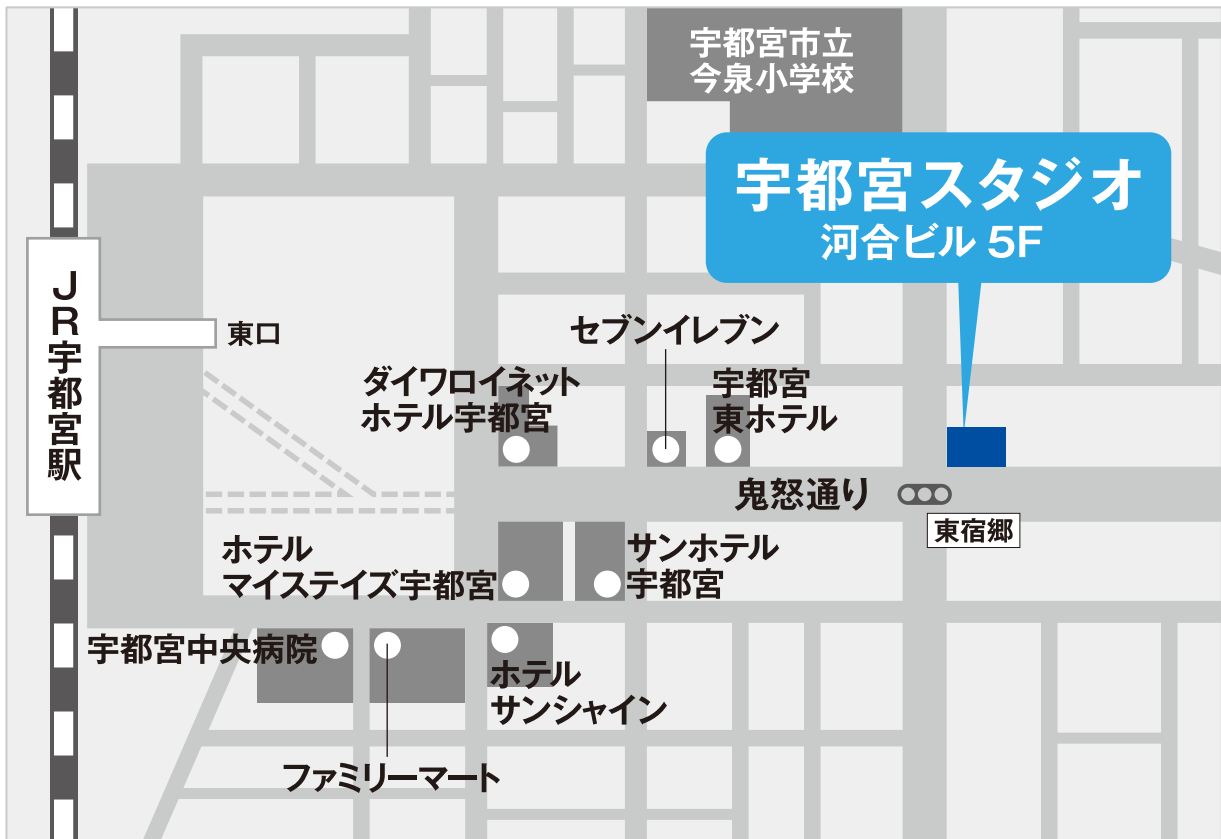 宇都宮市立
今泉小学校
宇都宮スタジオ
河合ビル 5F
JR宇都宮駅
東口
セブンイレブン
ダイワロイネット
ホテル宇都宮
宇都宮
東ホテル
鬼怒通り
東宿郷
ホテル
マイステイズ宇都宮
サンホテル
宇都宮
宇都宮中央病院
ホテル
サンシャイン
ファミリーマート